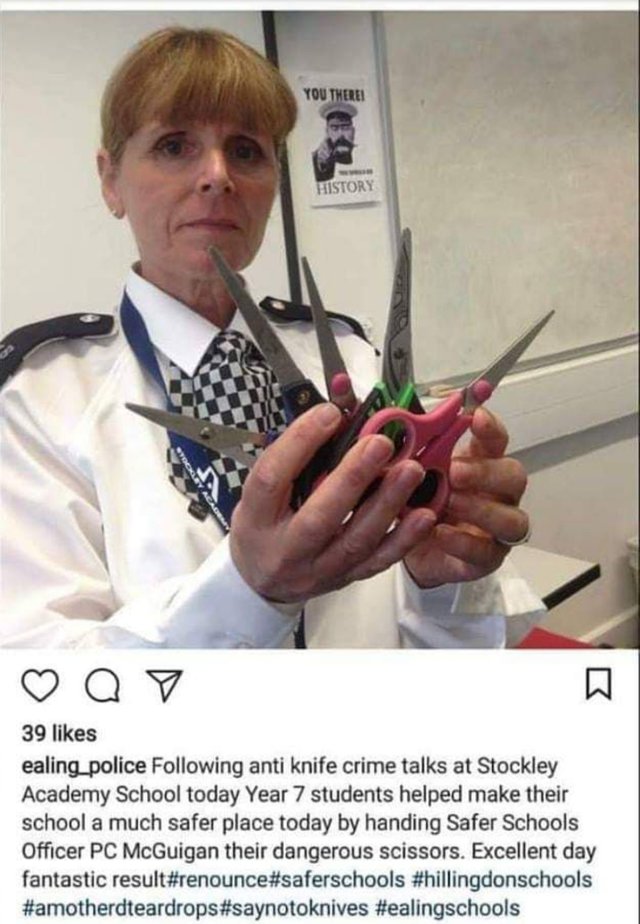 YOU THERE!
HISTORY
STOCKLEY ACADEMY
39 likes
ealing_police Following anti knife crime talks at Stockley
Academy School today Year 7 students helped make their
school a much safer place today by handing Safer Schools
Officer PC McGuigan their dangerous scissors. Excellent day
fantastic result#renounce#saferschools #hillingdonschools
#amotherdteardrops#saynotoknives #ealingschools